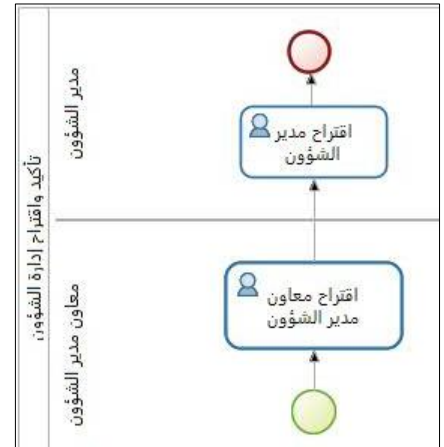 تأكيد واقتراح إدارة الشؤون
مدير الشؤون
اقتراح مدير
الشؤون
معاون مدير الشؤون
اقتراح معاون
مدير الشؤون